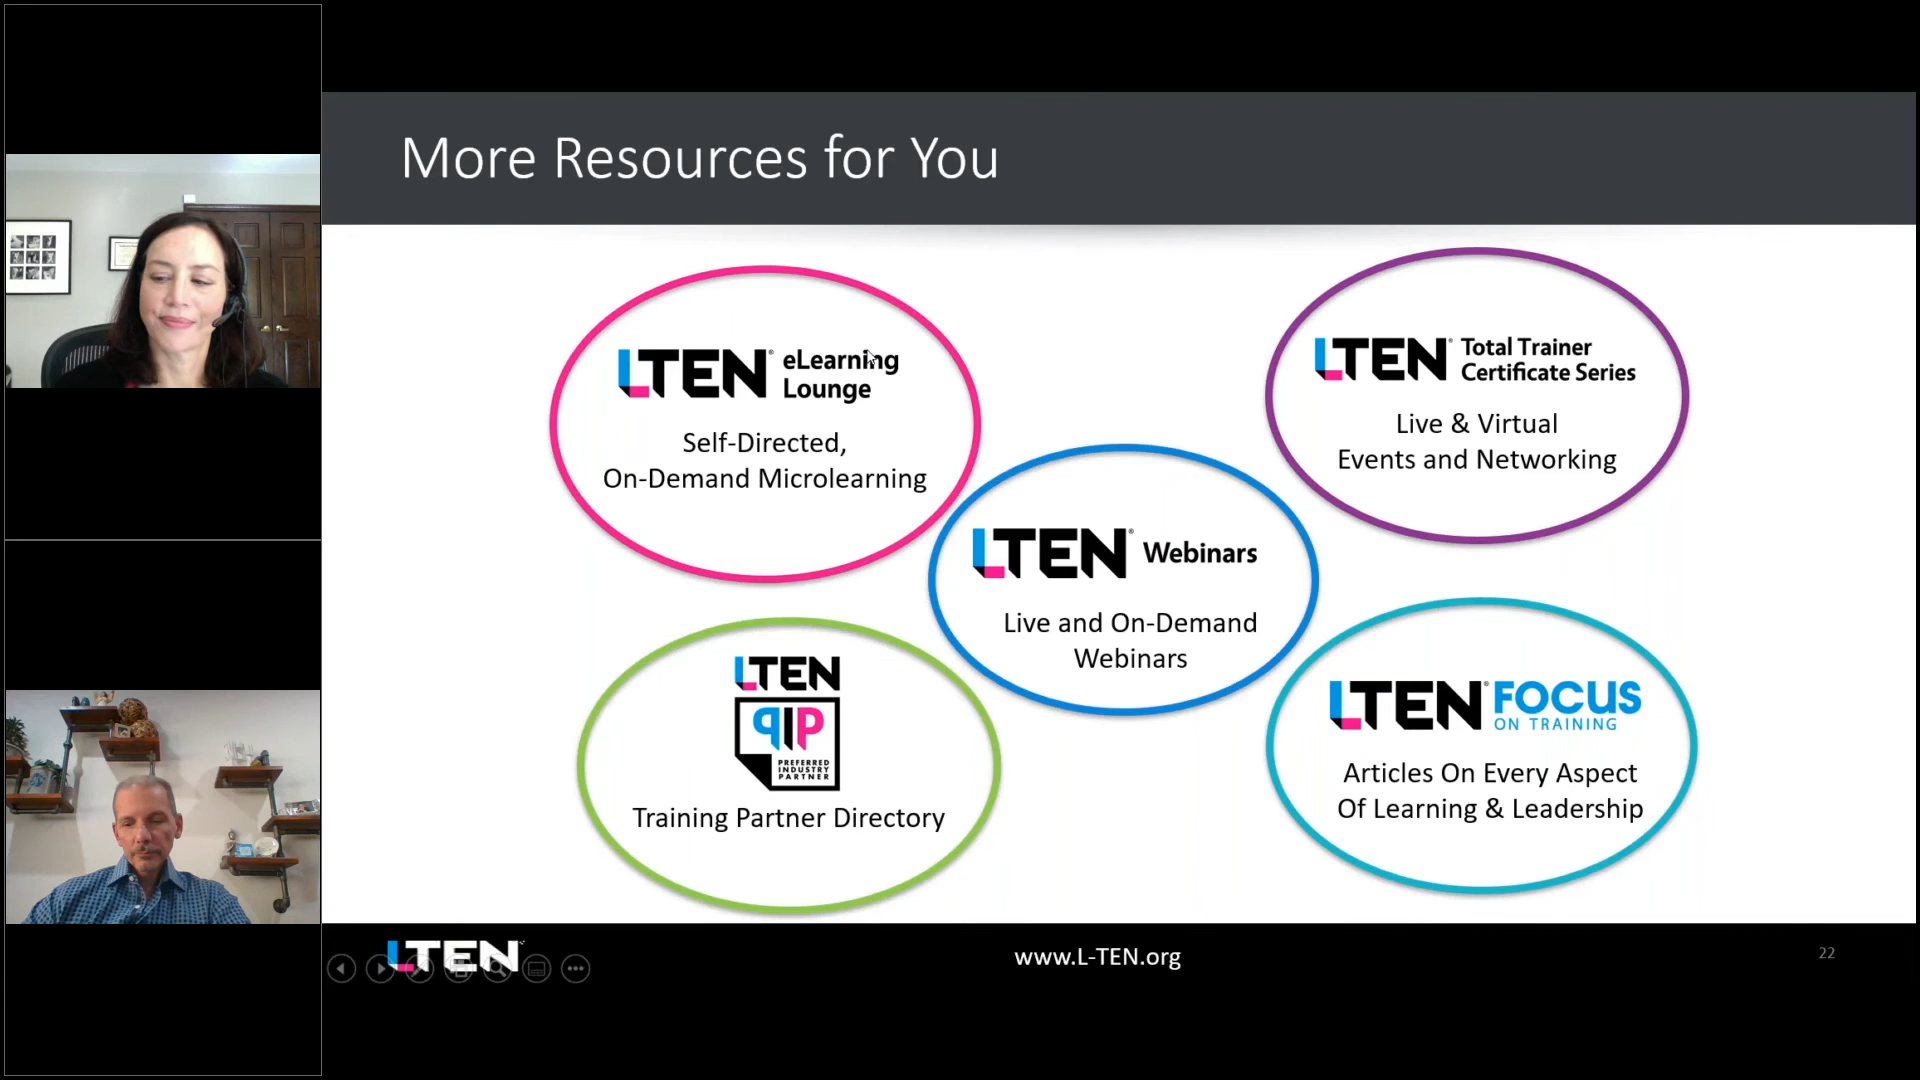 More Resources for You
LTEN® eLearning
Lounge
Self-Directed,
On-Demand Microlearning
LTEN® Total Trainer
Certificate Series
Live & Virtual
Events and Networking
LTEN® Webinars
Live and On-Demand
Webinars
LTEN
PIP
PREFERRED
INDUSTRY
PARTNER
Training Partner Directory
LTEN® FOCUS
ON TRAINING
Articles On Every Aspect
Of Learning & Leadership
LTEN
www.L-TEN.org
22